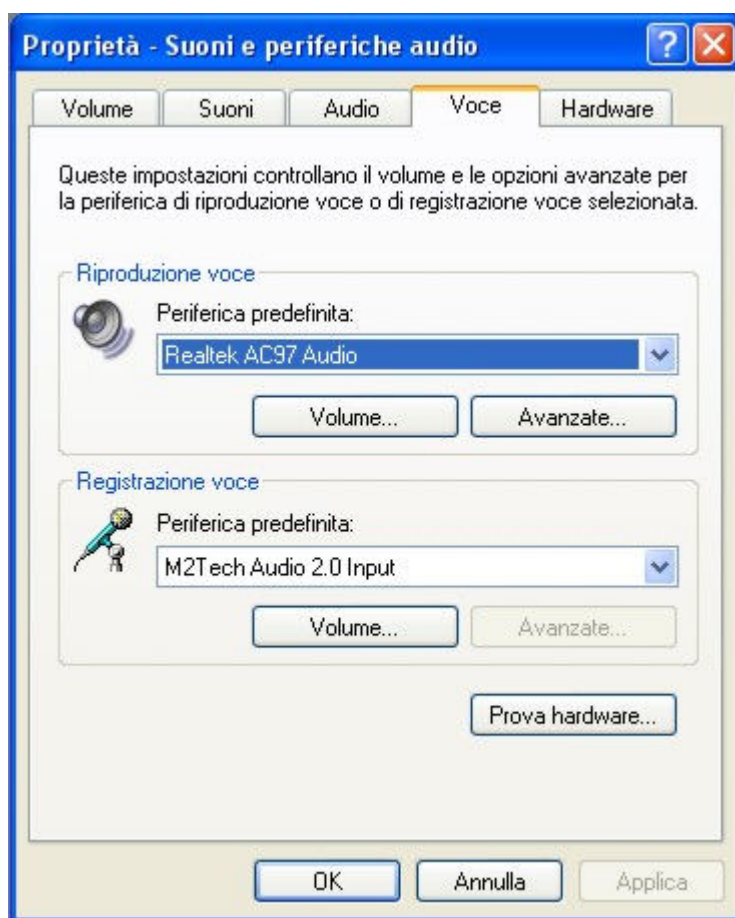 Proprietà - Suoni e periferiche audio
?
Volume Suoni Audio Voce Hardware
Queste impostazioni controllano il volume e le opzioni avanzate per
la periferica di riproduzione voce o di registrazione voce selezionata.
Riproduzione voce
Periferica predefinita:
Realtek AC97 Audio
Volume... Avanzate...
Registrazione voce
Periferica predefinita:
M2Tech Audio 2.0 Input
Volume... Avanzate...
Prova hardware...
OK Annulla Applica